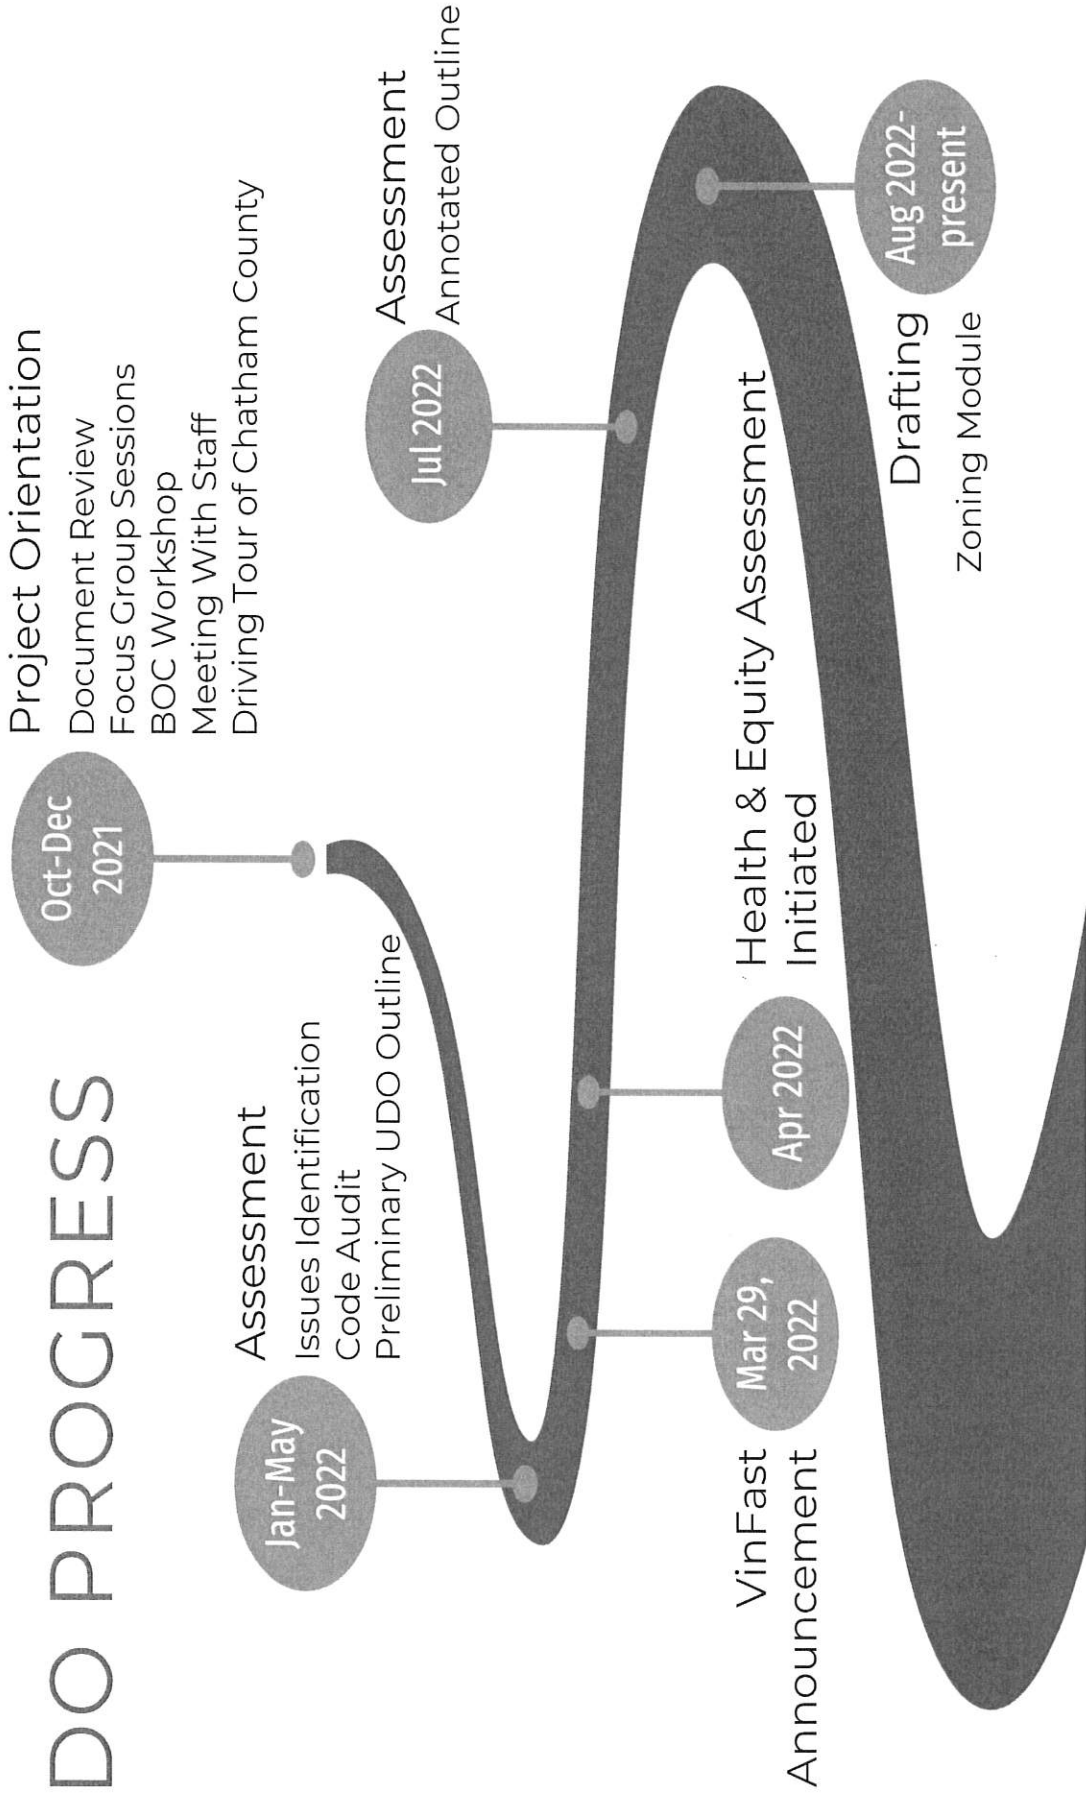 DO PROGRESS
Oct-Dec
2021
Project Orientation
Document Review
Focus Group Sessions
BOC Workshop
Meeting With Staff
Driving Tour of Chatham County
Jan-May
2022
Assessment
Issues Identification
Code Audit
Preliminary UDO Outline
Mar 29,
2022
VinFast
Announcement
Apr 2022
Health & Equity Assessment
Initiated
Jul 2022
Assessment
Annotated Outline
Aug 2022-
present
Drafting
Zoning Module